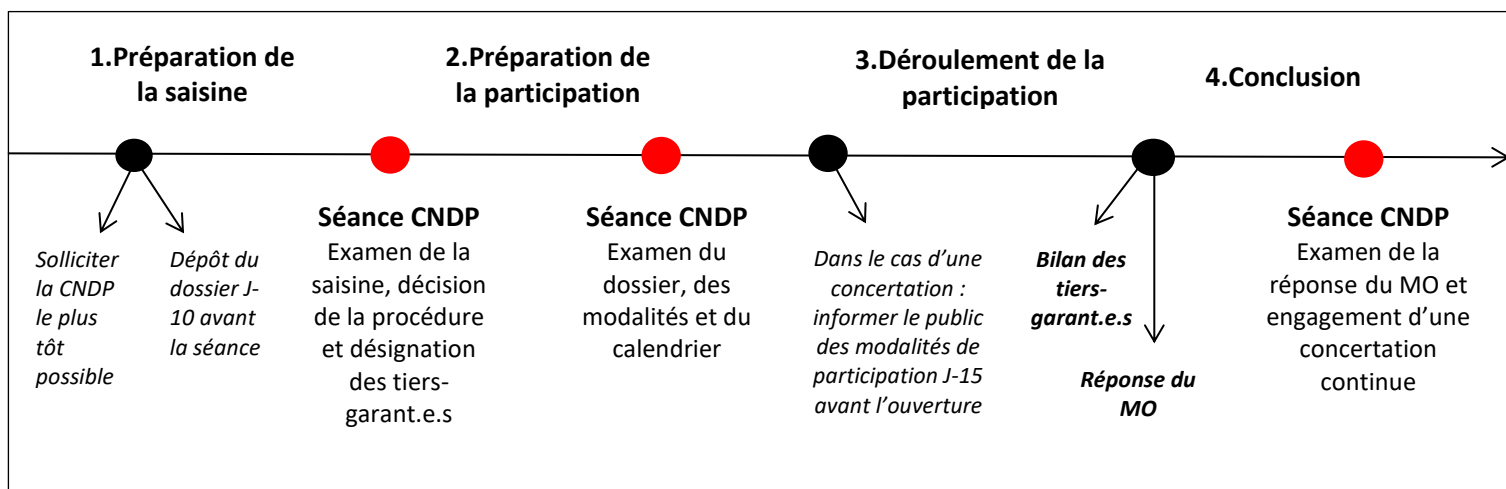 1.Préparation de
la saisine
2.Préparation de
la participation
3.Déroulement de la
participation
4.Conclusion
Solliciter
la CNDP
le plus
tôt
possible
Dépôt du
dossier J-
10 avant
la séance
Séance CNDP
Examen de la
saisine, décision
de la procédure
et désignation
des tiers-
garant.e.s
Séance CNDP
Examen du
dossier, des
modalités et du
calendrier
Dans le cas d’une
concertation :
informer le public
des modalités de
participation J-15
avant l’ouverture
Bilan des
tiers-
garant.e.s
Réponse du
MO
Séance CNDP
Examen de la
réponse du MO et
engagement d’une
concertation
continue